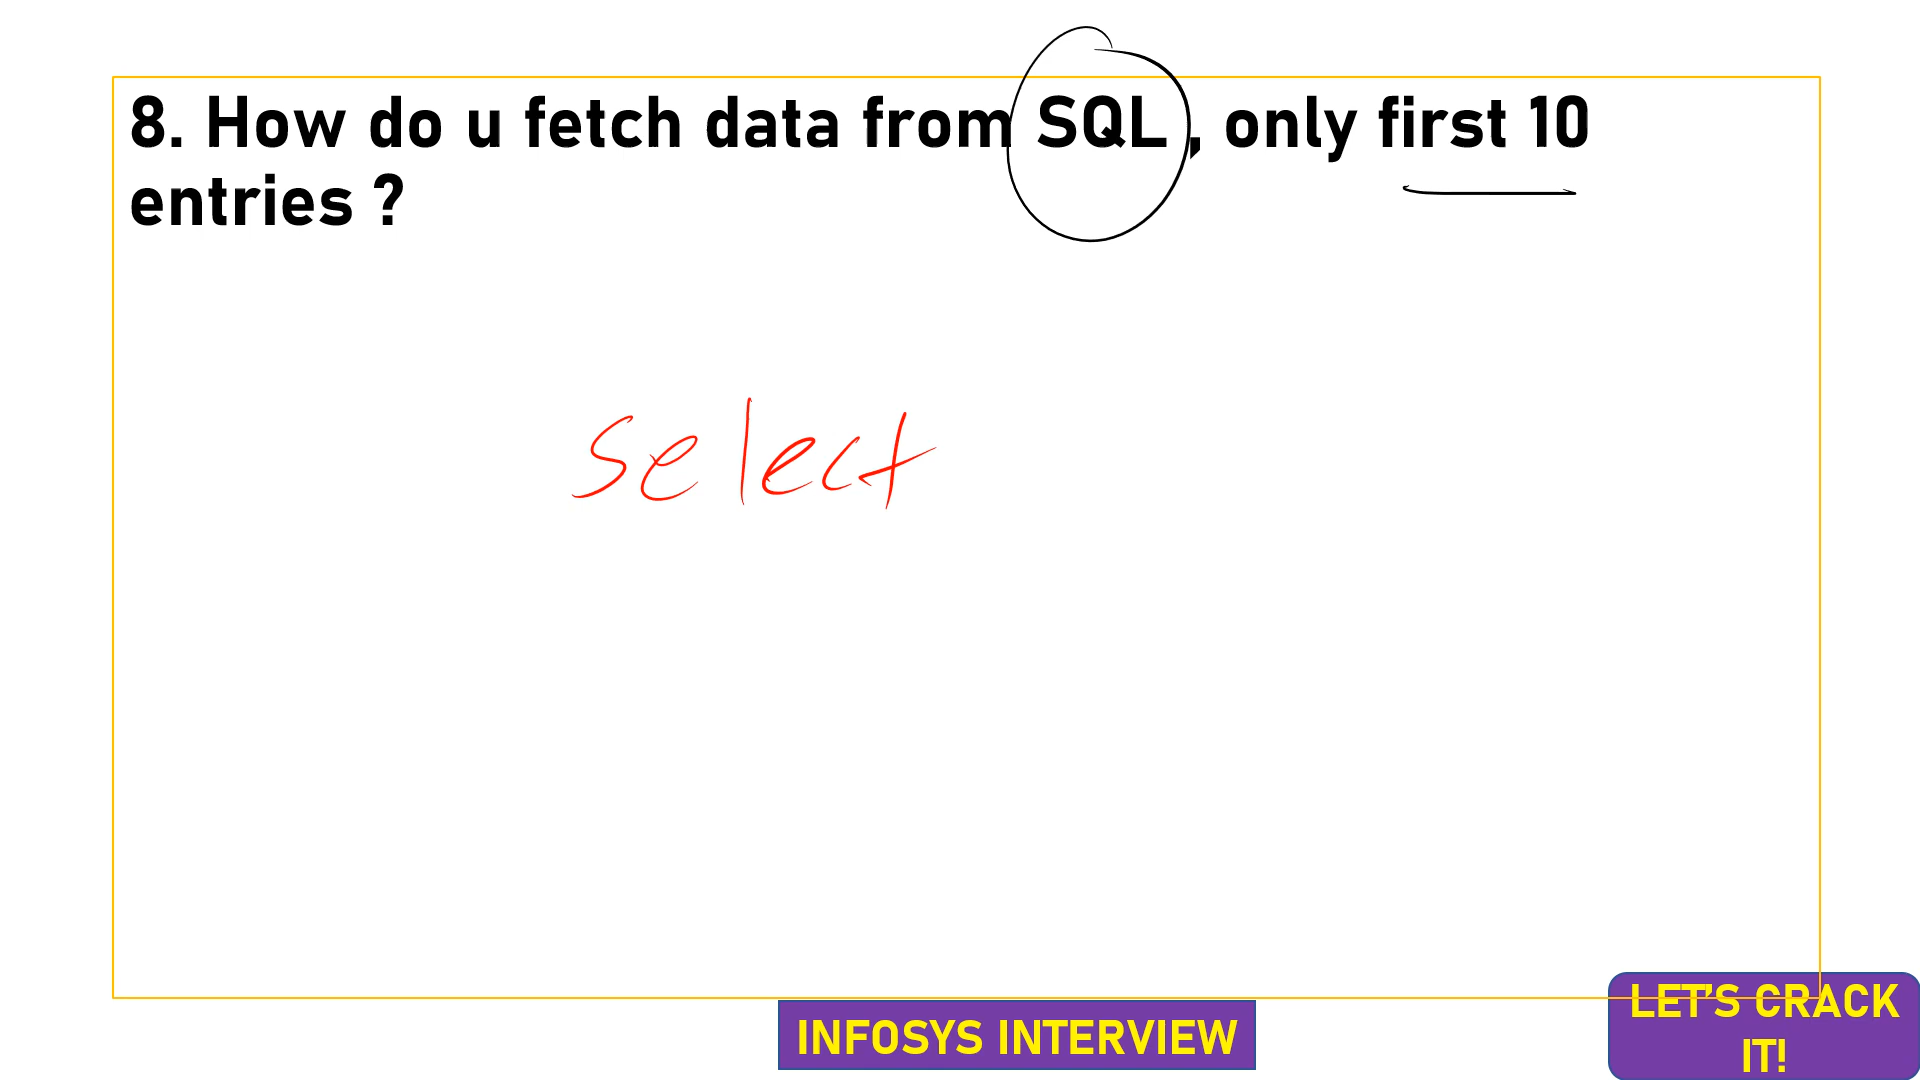 8. How do u fetch data from SQL , only first 10
entries ?
select
INFOSYS INTERVIEW
LET'S CRACK
IT!